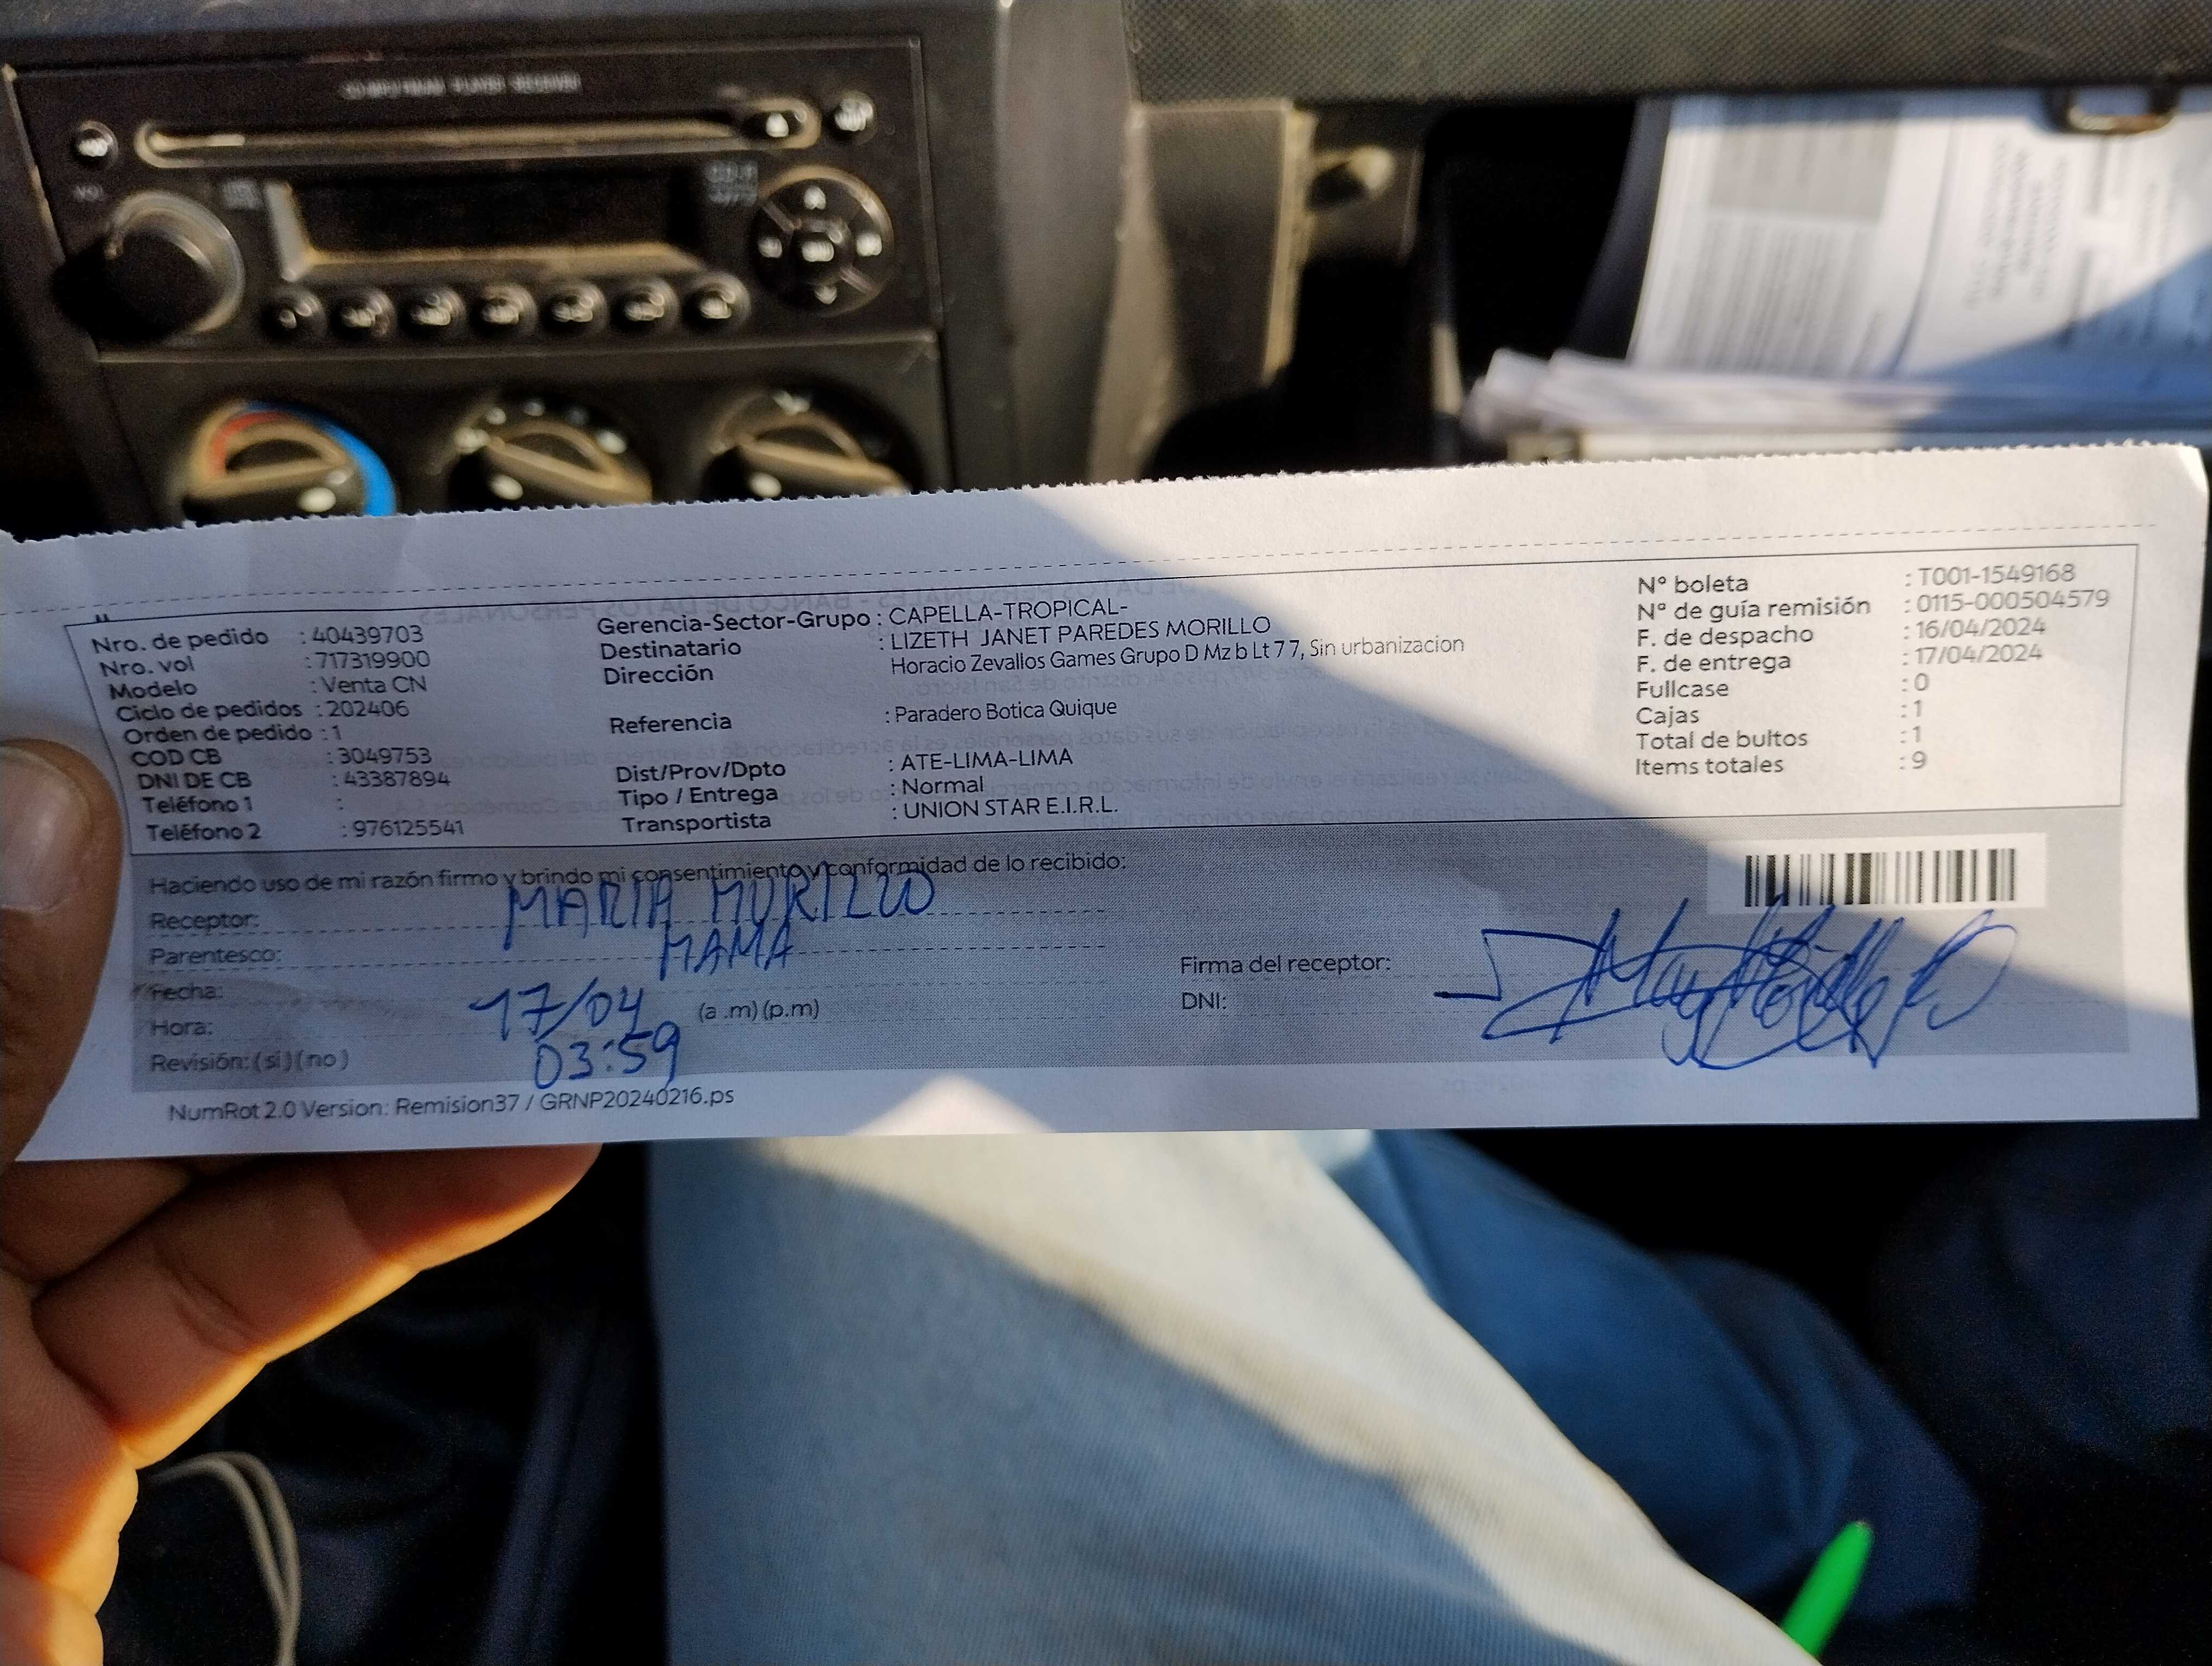 CD-MP3/WMA PLAYER RECEIVER
VOL
Nro. de pedido : 40439703
Nro. vol : 717319900
Modelo : Venta CN
Ciclo de pedidos : 202406
Orden de pedido : 1
COD CB : 3049753
DNI DE CB : 43387894
Teléfono 1 :
Teléfono 2 : 976125541
Gerencia-Sector-Grupo : CAPELLA-TROPICAL-
Destinatario : LIZETH JANET PAREDES MORILLO
Dirección Horacio Zevallos Games Grupo D Mz b Lt 7 7, Sin urbanizacion
Referencia : Paradero Botica Quique
Dist/Prov/Dpto : ATE-LIMA-LIMA
Tipo / Entrega : Normal
Transportista : UNION STAR E.I.R.L.
N° boleta : T001-1549168
N° de guía remisión : 0115-000504579
F. de despacho : 16/04/2024
F. de entrega : 17/04/2024
Fullcase : 0
Cajas : 1
Total de bultos : 1
Items totales : 9
Haciendo uso de mi razón firmo y brindo mi consentimiento y conformidad de lo recibido:
Receptor: MARIA MURILLO
Parentesco: MAMA
Fecha: 17/04
Hora: 03:59 (a .m) (p.m)
Revisión: (si) (no)
Firma del receptor:
DNI:
NumRot 2.0 Version: Remision37 / GRNP20240216.ps